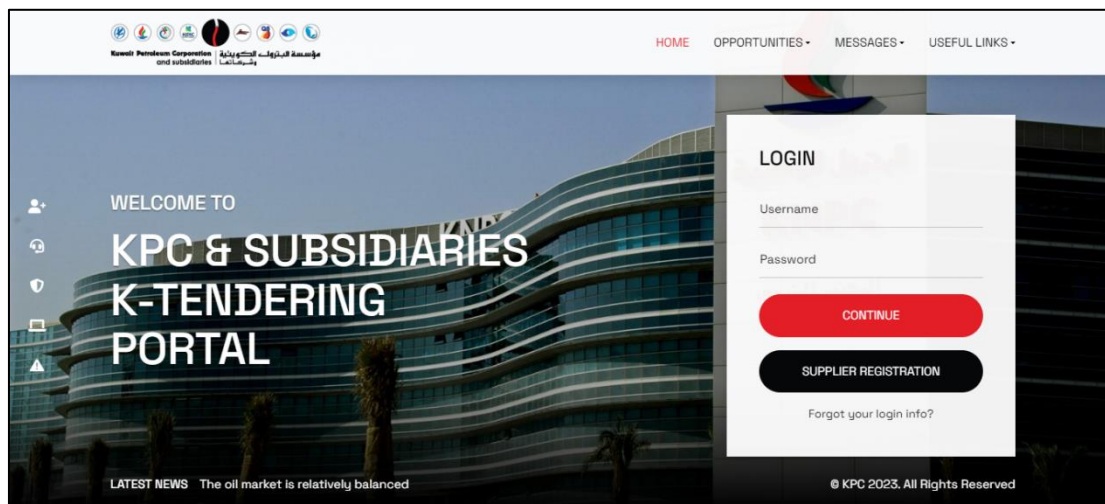 Kuwait Petroleum Corporation
and subsidiaries
مؤسسة البترول الكويتية
وشركاتها
HOME OPPORTUNITIES MESSAGES USEFUL LINKS
WELCOME TO
KPC & SUBSIDIARIES
K-TENDERING
PORTAL
LOGIN
Username
Password
CONTINUE
SUPPLIER REGISTRATION
Forgot your login info?
LATEST NEWS The oil market is relatively balanced
© KPC 2023. All Rights Reserved